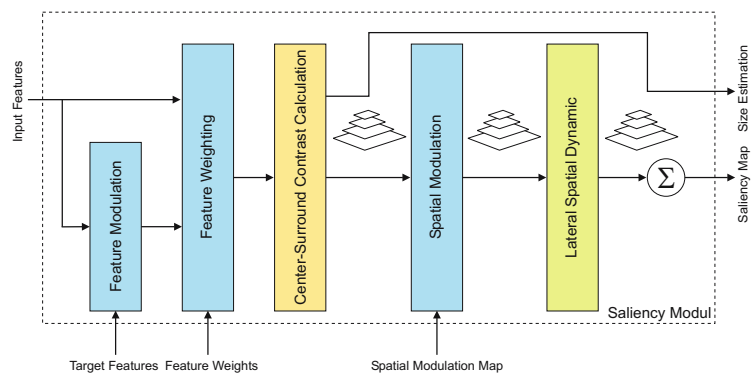 Input Features
Feature Modulation
Feature Weighting
Center-Surround Contrast Calculation
Spatial Modulation
Lateral Spatial Dynamic
Σ
Size Estimation
Saliency Map
Saliency Modul
Target Features
Feature Weights
Spatial Modulation Map